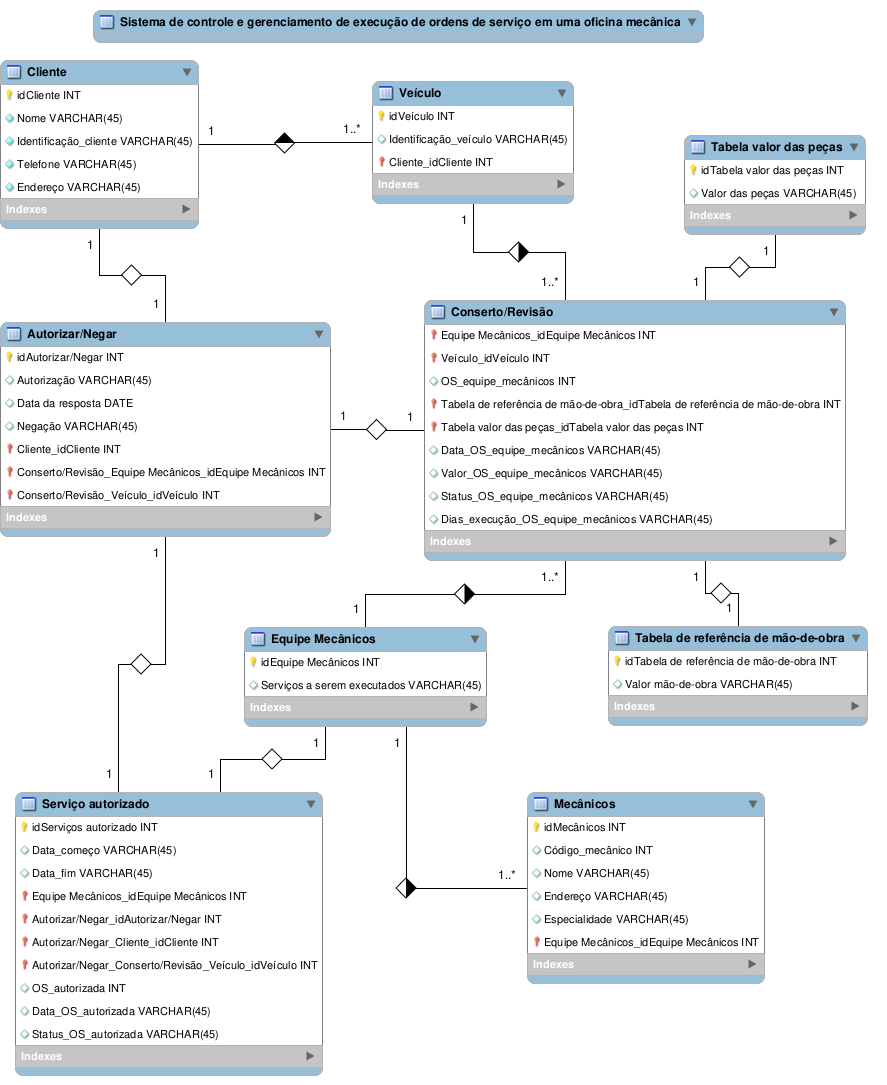 Sistema de controle e gerenciamento de execução de ordens de serviço em uma oficina mecânica
Cliente
idCliente INT
Nome VARCHAR(45)
Identificação_cliente VARCHAR(45)
Telefone VARCHAR(45)
Endereço VARCHAR(45)
Indexes
1
1..*
Veículo
idVeículo INT
Identificação_veículo VARCHAR(45)
Cliente_idCliente INT
Indexes
Tabela valor das peças
idTabela valor das peças INT
Valor das peças VARCHAR(45)
Indexes
1
1
1
1..*
1
1
Autorizar/Negar
idAutorizar/Negar INT
Autorização VARCHAR(45)
Data da resposta DATE
Negação VARCHAR(45)
Cliente_idCliente INT
Conserto/Revisão_Equipe Mecânicos_idEquipe Mecânicos INT
Conserto/Revisão_Veículo_idVeículo INT
Indexes
1
1
Conserto/Revisão
Equipe Mecânicos_idEquipe Mecânicos INT
Veículo_idVeículo INT
OS_equipe_mecânicos INT
Tabela de referência de mão-de-obra_idTabela de referência de mão-de-obra INT
Tabela valor das peças_idTabela valor das peças INT
Data_OS_equipe_mecânicos VARCHAR(45)
Valor_OS_equipe_mecânicos VARCHAR(45)
Status_OS_equipe_mecânicos VARCHAR(45)
Dias_execução_OS_equipe_mecânicos VARCHAR(45)
Indexes
1
1..*
1
1
1
Equipe Mecânicos
idEquipe Mecânicos INT
Serviços a serem executados VARCHAR(45)
Indexes
Tabela de referência de mão-de-obra
idTabela de referência de mão-de-obra INT
Valor mão-de-obra VARCHAR(45)
Indexes
1
1
1
1
Serviço autorizado
idServiços autorizado INT
Data_começo VARCHAR(45)
Data_fim VARCHAR(45)
Equipe Mecânicos_idEquipe Mecânicos INT
Autorizar/Negar_idAutorizar/Negar INT
Autorizar/Negar_Cliente_idCliente INT
Autorizar/Negar_Conserto/Revisão_Veículo_idVeículo INT
OS_autorizada INT
Data_OS_autorizada VARCHAR(45)
Status_OS_autorizada VARCHAR(45)
Indexes
1..*
Mecânicos
idMecânicos INT
Código_mecânico INT
Nome VARCHAR(45)
Endereço VARCHAR(45)
Especialidade VARCHAR(45)
Equipe Mecânicos_idEquipe Mecânicos INT
Indexes